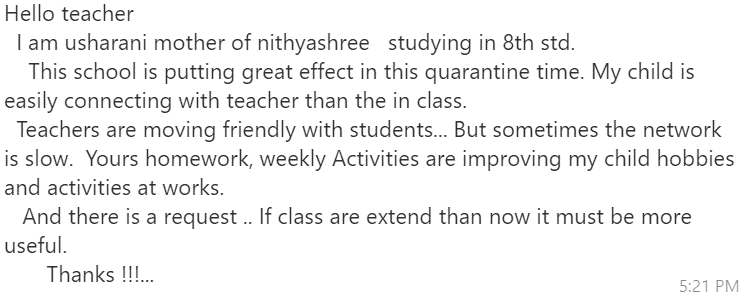 Hello teacher
I am usharani mother of nithyashree studying in 8th std.
This school is putting great effect in this quarantine time. My child is
easily connecting with teacher than the in class.
Teachers are moving friendly with students... But sometimes the network
is slow. Yours homework, weekly Activities are improving my child hobbies
and activities at works.
And there is a request .. If class are extend than now it must be more
useful.
Thanks !!!...
5:21 PM